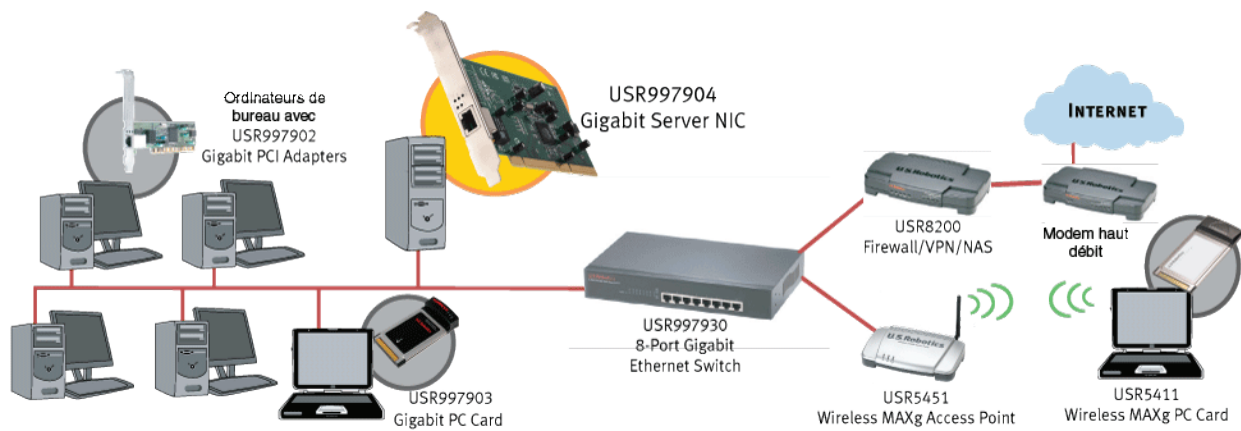 Ordinateurs de
bureau avec
USR997902
Gigabit PCI Adapters
USR997904
Gigabit Server NIC
INTERNET
U.S.Robotics
U.S.Robotics
USR8200
Firewall/VPN/NAS
Modem haut
débit
USR997930
8-Port Gigabit
Ethernet Switch
U.S.Robotics
USR997903
Gigabit PC Card
USR5451
Wireless MAXg Access Point
USR5411
Wireless MAXg PC Card